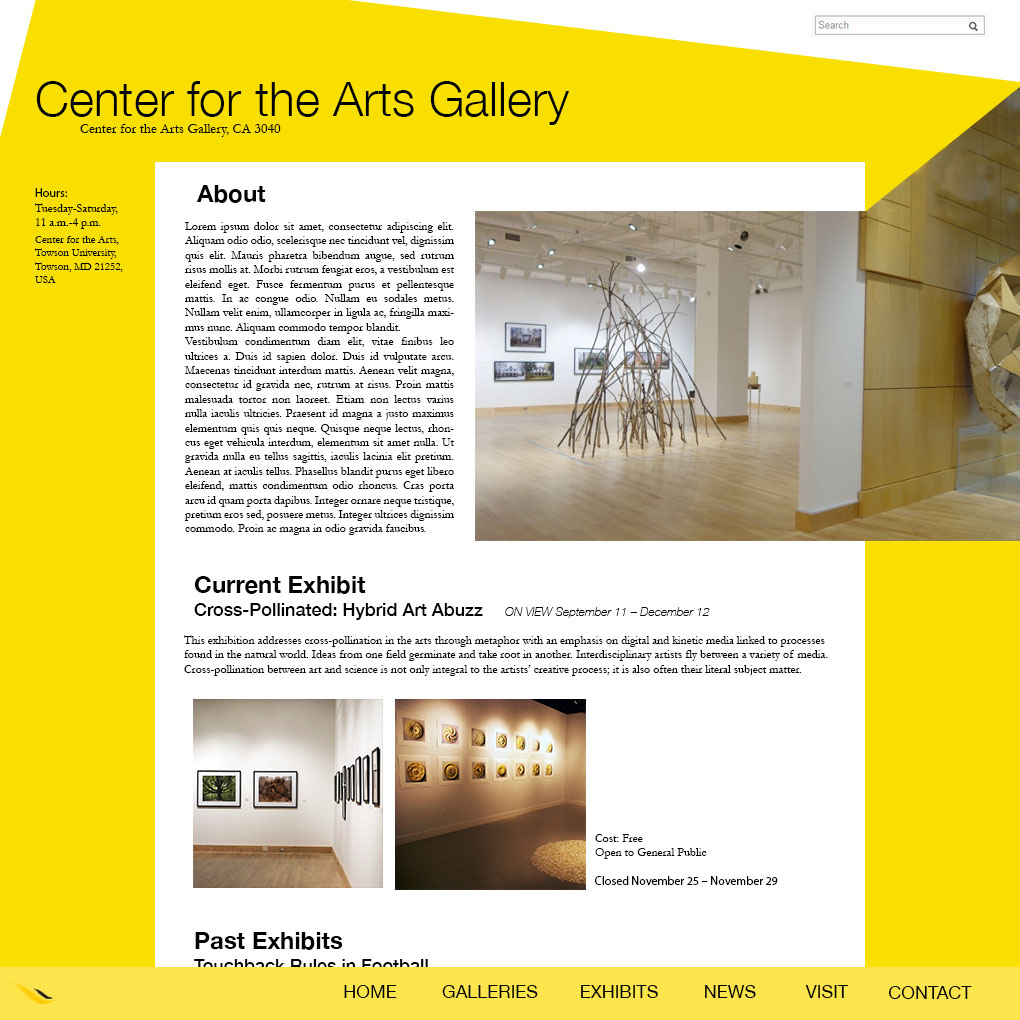 Search
Center for the Arts Gallery
Center for the Arts Gallery, CA 3040
Hours:
Tuesday-Saturday,
11 a.m.-4 p.m.
Center for the Arts,
Towson University,
Towson, MD 21252,
USA
About
Lorem ipsum dolor sit amet, consectetur adipiscing elit.
Aliquam odio odio, scelerisque nec tincidunt vel, dignissim
quis elit. Mauris pharetra bibendum augue, sed rutrum
risus mollis at. Morbi rutrum feugiat eros, a vestibulum est
eleifend eget. Fusce fermentum purus et pellentesque
mattis. In ac congue odio. Nullam eu sodales metus.
Nullam velit enim, ullamcorper in ligula ac, fringilla maxi-
mus nunc. Aliquam commodo tempor blandit.
Vestibulum condimentum diam elit, vitae finibus leo
ultrices a. Duis id sapien dolor. Duis id vulputate arcu.
Maecenas tincidunt interdum mattis. Aenean velit magna,
consectetur id gravida nec, rutrum at risus. Proin mattis
malesuada tortor non laoreet. Etiam non lectus varius
nulla iaculis ultricies. Praesent id magna a justo maximus
elementum quis quis neque. Quisque neque lectus, rhon-
cus eget vehicula interdum, elementum sit amet nulla. Ut
gravida nulla eu tellus sagittis, iaculis lacinia elit pretium.
Aenean at iaculis tellus. Phasellus blandit purus eget libero
eleifend, mattis condimentum odio rhoncus. Cras porta
arcu id quam porta dapibus. Integer ornare neque tristique,
pretium eros sed, posuere metus. Integer ultrices dignissim
commodo. Proin ac magna in odio gravida faucibus.
Current Exhibit
Cross-Pollinated: Hybrid Art Abuzz ON VIEW September 11 – December 12
This exhibition addresses cross-pollination in the arts through metaphor with an emphasis on digital and kinetic media linked to processes
found in the natural world. Ideas from one field germinate and take root in another. Interdisciplinary artists fly between a variety of media.
Cross-pollination between art and science is not only integral to the artists’ creative process; it is also often their literal subject matter.
Cost: Free
Open to General Public
Closed November 25 – November 29
Past Exhibits
Touchback Rules in Football
HOME GALLERIES EXHIBITS NEWS VISIT CONTACT